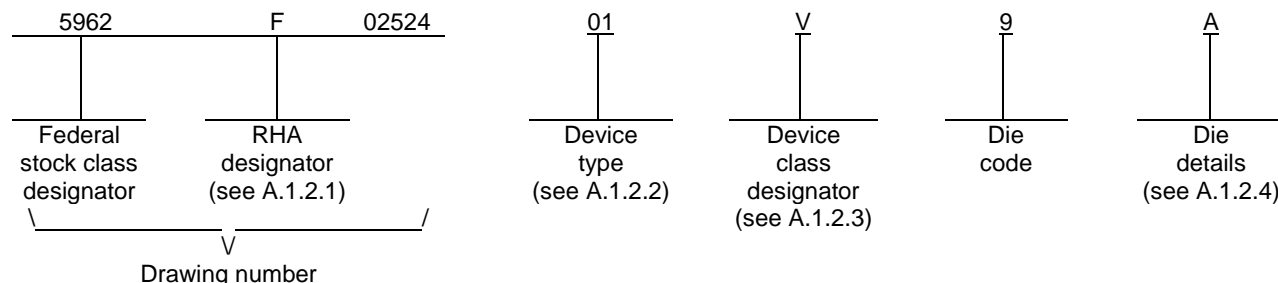 5962 F 02524 01 V 9 A
Federal RHA Device Device Die Die
stock class designator type class code details
designator (see A.1.2.1) (see A.1.2.2) designator (see A.1.2.4)
(see A.1.2.3)
\ /
\/
Drawing number